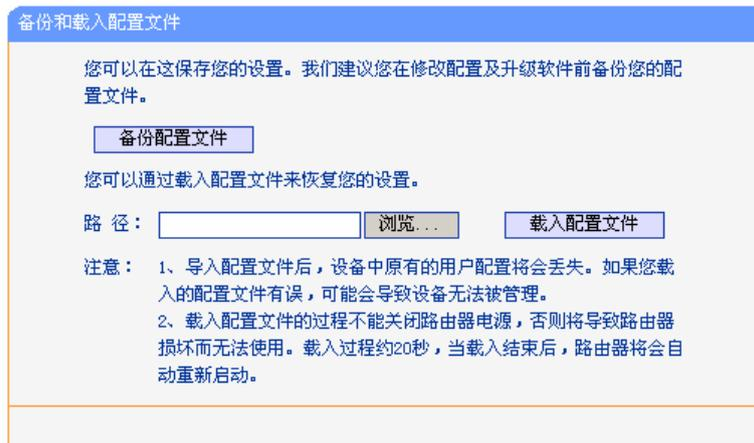 备份和载入配置文件
您可以在这保存您的设置。我们建议您在修改配置及升级软件前备份您的配
置文件。
备份配置文件
您可以通过载入配置文件来恢复您的设置。
路 径： 浏览... 载入配置文件
注意： 1、导入配置文件后，设备中原有的用户配置将会丢失。如果您载
入的配置文件有误，可能会导致设备无法被管理。
2、载入配置文件的过程不能关闭路由器电源，否则将导致路由器
损坏而无法使用。载入过程约20秒，当载入结束后，路由器将会自
动重新启动。